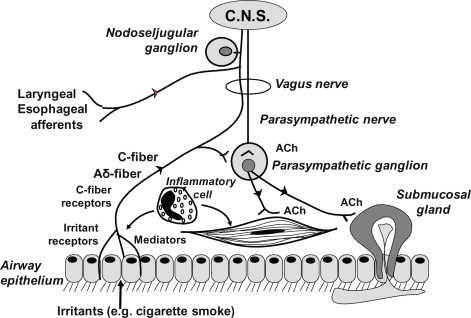 C.N.S.
Nodoseljugular
ganglion
Vagus nerve
Laryngeal
Esophageal
afferents
Parasympathetic nerve
C-fiber
Aδ-fiber
ACh
Parasympathetic ganglion
C-fiber
receptors
Inflammatory
cell
ACh
ACh
Submucosal
gland
Irritant
receptors
Mediators
Airway
epithelium
Irritants (e.g. cigarette smoke)